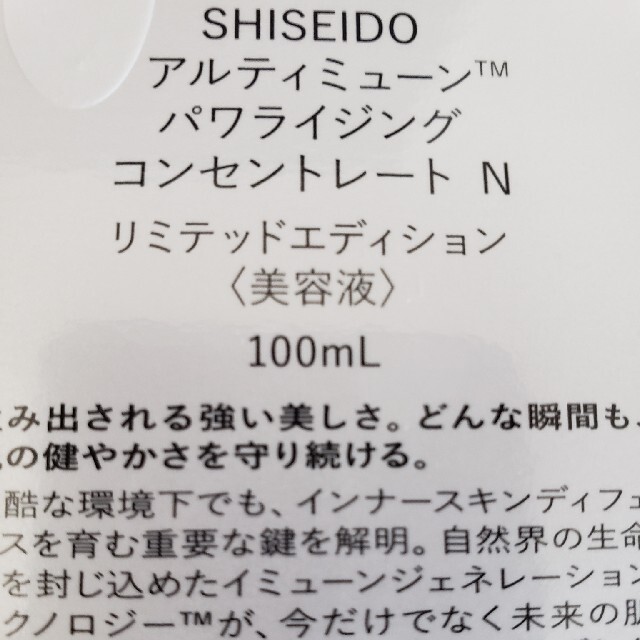 SHISEIDO
アルティミューン™
パワライジング
コンセントレート N
リミテッドエディション
〈美容液〉
100mL
み出される強い美しさ。どんな瞬間も、
の健やかさを守り続ける。
酷な環境下でも、インナースキンディフェ
スを育む重要な鍵を解明。自然界の生命
を封じ込めたイミューンジェネレーション
クノロジー™が、今だけでなく未来の肌